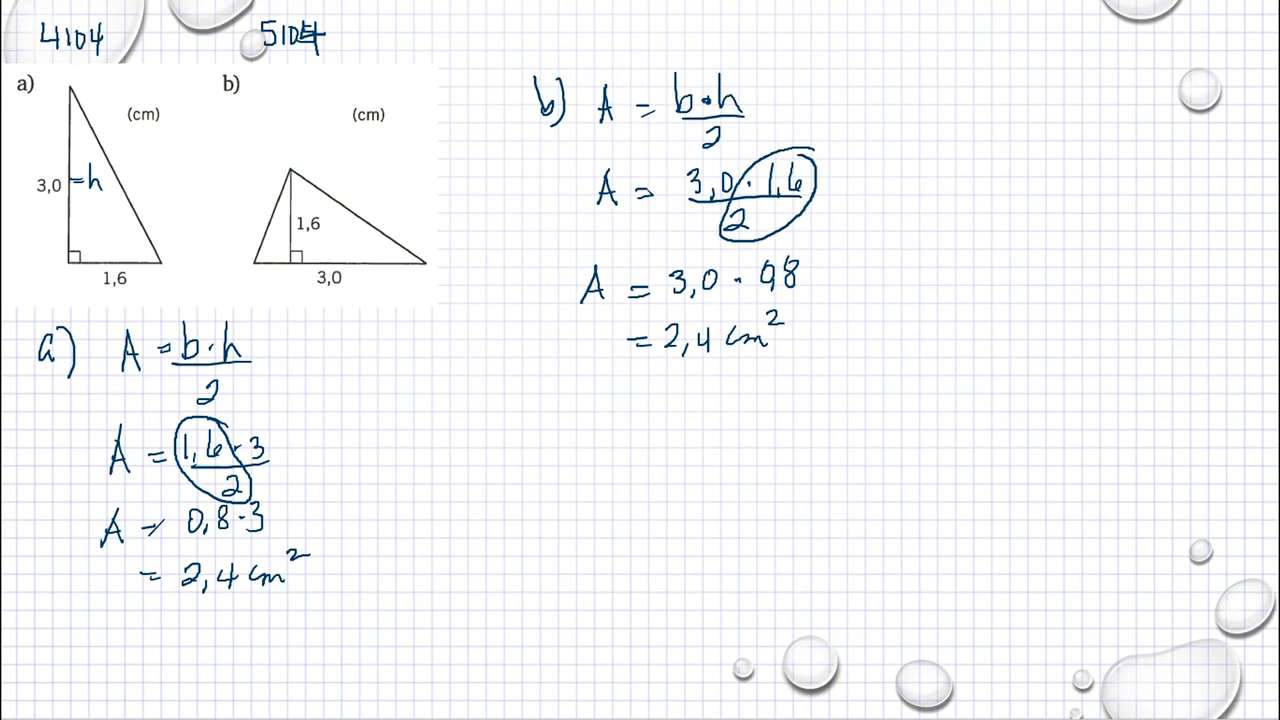 4104 5104
a) b)
(cm) (cm)
3,0 = h
1,6
1,6
3,0
a) A = b · h
2
A = 1,6 · 3
2
A = 0,8 · 3
= 2,4 cm²
b) A = b · h
2
A = 3,0 · 1,6
2
A = 3,0 · 0,8
= 2,4 cm²